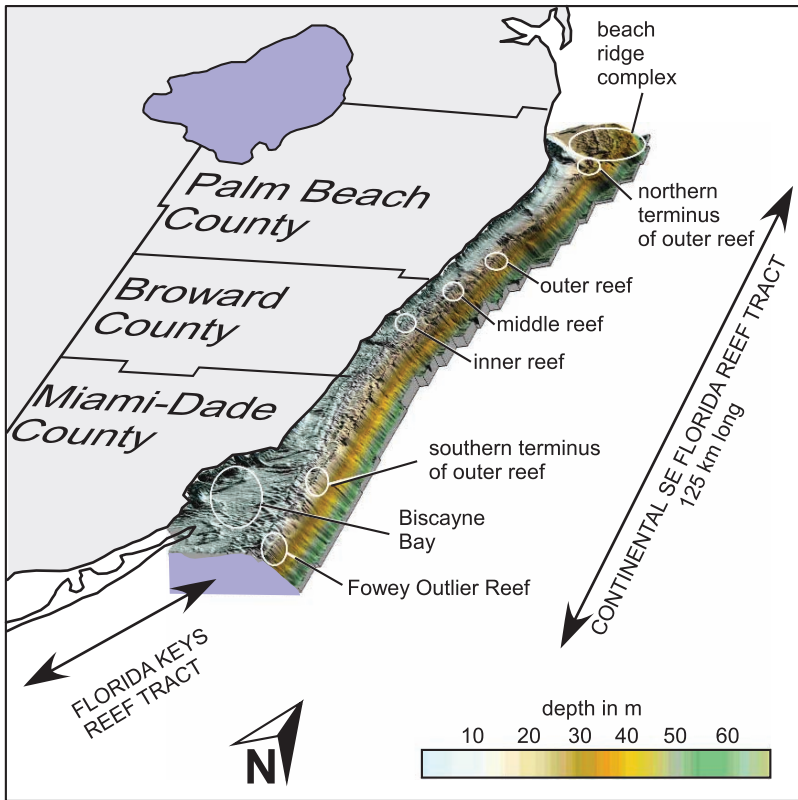 beach
ridge
complex
Palm Beach
County
northern
terminus
of outer reef
outer reef
Broward
County
middle reef
inner reef
Miami-Dade
County
southern terminus
of outer reef
Biscayne
Bay
Fowey Outlier Reef
CONTINENTAL SE FLORIDA REEF TRACT
125 km long
FLORIDA KEYS
REEF TRACT
N
depth in m
10 20 30 40 50 60